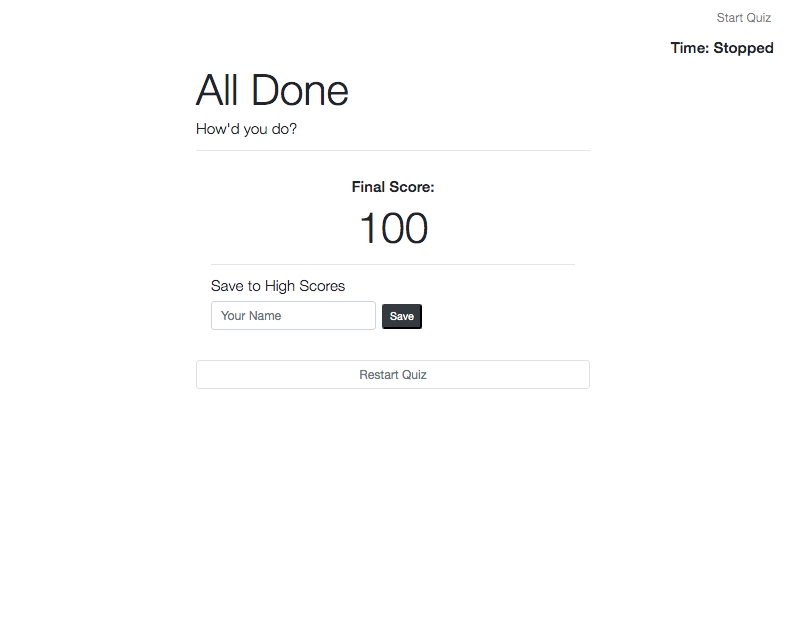 Start Quiz
Time: Stopped
All Done
How'd you do?
Final Score:
100
Save to High Scores
Your Name
Save
Restart Quiz